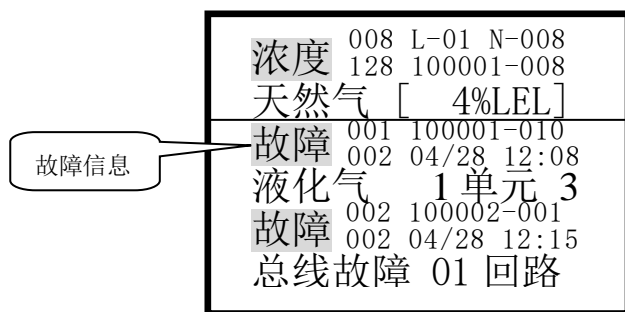 浓度 008 L-01 N-008
128 100001-008
天然气 [ 4%LEL]
故障 001 100001-010
002 04/28 12:08
液化气 1单元 3
故障 002 100002-001
002 04/28 12:15
总线故障 01 回路
故障信息